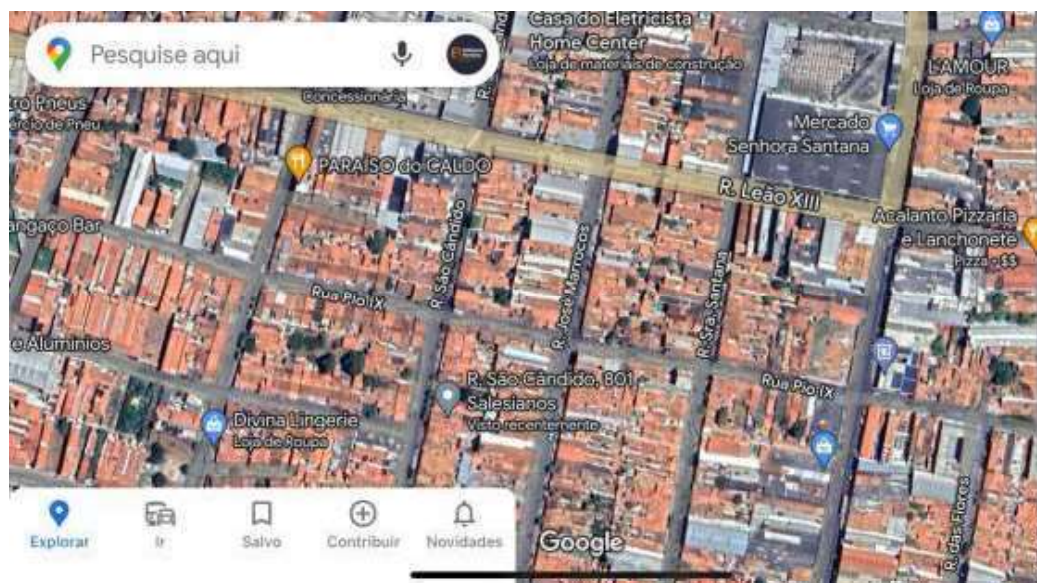 Pesquise aqui
Casa do Eletricista
Home Center
Loja de materiais de construção
L'AMOUR
Loja de Roupa
Concessionária
tro Pneus
ércio de Pneu
Mercado
Senhora Santana
PARAÍSO do CALDO
R. Leão XIII
angaço Bar
Acalanto Pizzaria
e Lanchonete
Pizza • $$
R. São Cândido
R. José Marrocos
R. Sra. Santana
Rua Pio IX
e Aluminios
R. São Cândido, 801 -
Salesianos
Visto recentemente
Rua Pio IX
Divina Lingerie
Loja de Roupa
R. das Flores
Explorar
Ir
Salvo
Contribuir
Novidades
Google